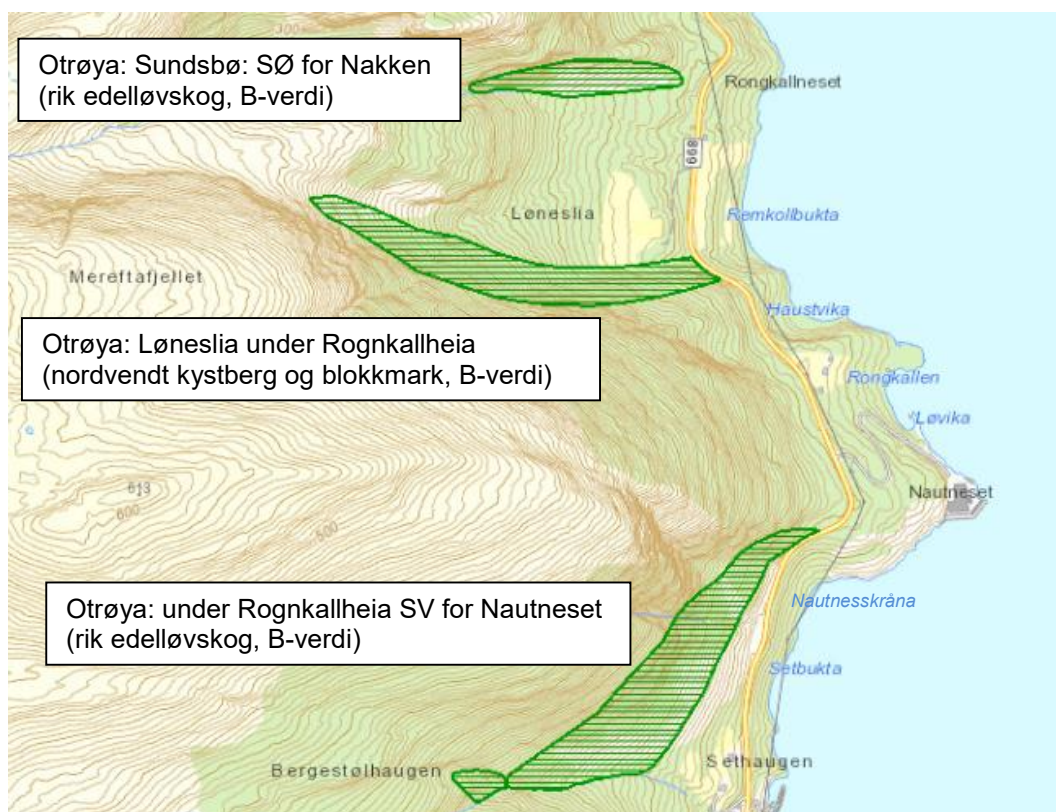 Otrøya: Sundsbø: SØ for Nakken
(rik edelløvskog, B-verdi)
300
Rongkallneset
668
Løneslia
Remkollbukta
Mereftafjellet
Haustvika
Otrøya: Løneslia under Rognkallheia
(nordvendt kystberg og blokkmark, B-verdi)
Rongkallen
Løvika
613
600
500
Nautneset
Otrøya: under Rognkallheia SV for Nautneset
(rik edelløvskog, B-verdi)
Nautnesskråna
Setbukta
Bergestølhaugen
Sethaugen